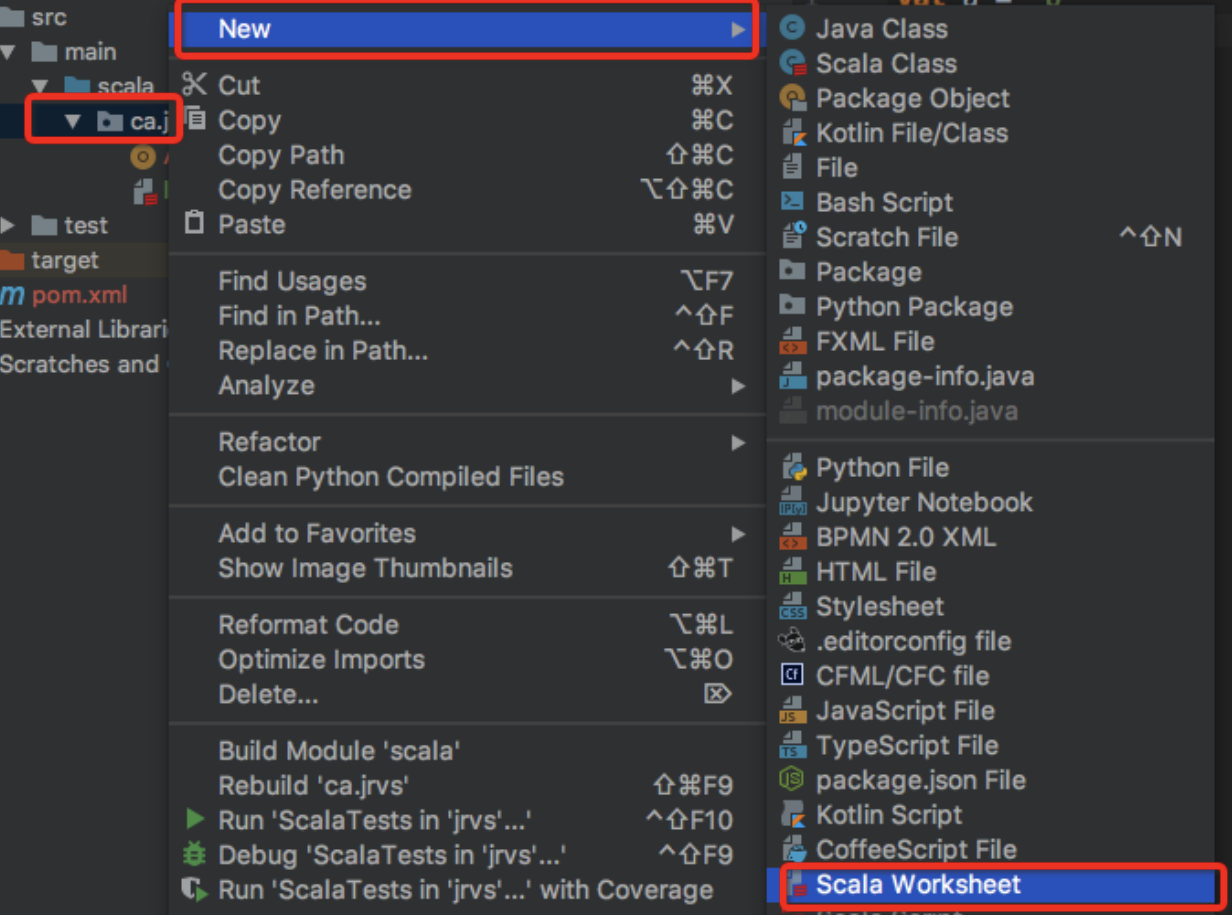 src
main
scala
ca.j
test
target
pom.xml
External Librari
Scratches and
New
Cut ⌘X
Copy ⌘C
Copy Path ⇧⌘C
Copy Reference ⌥⇧⌘C
Paste ⌘V
Find Usages ⌥F7
Find in Path... ^⇧F
Replace in Path... ^⇧R
Analyze
Refactor
Clean Python Compiled Files
Add to Favorites
Show Image Thumbnails ⇧⌘T
Reformat Code ⌥⌘L
Optimize Imports ⌥⌘O
Delete... ⌦
Build Module 'scala'
Rebuild 'ca.jrvs' ⇧⌘F9
Run 'ScalaTests in 'jrvs'...' ^⇧F10
Debug 'ScalaTests in 'jrvs'...' ^⇧F9
Run 'ScalaTests in 'jrvs'...' with Coverage
Java Class
Scala Class
Package Object
Kotlin File/Class
File
Bash Script
Scratch File ^⇧N
Package
Python Package
FXML File
package-info.java
module-info.java
Python File
Jupyter Notebook
BPMN 2.0 XML
HTML File
Stylesheet
.editorconfig file
CFML/CFC file
JavaScript File
TypeScript File
package.json File
Kotlin Script
CoffeeScript File
Scala Worksheet